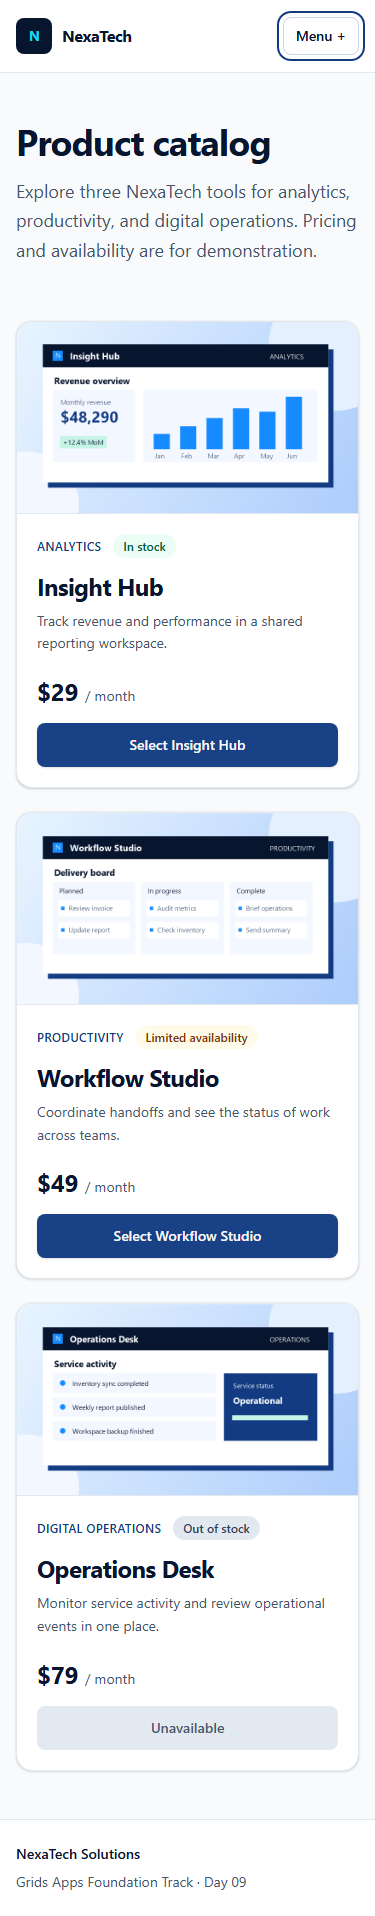 N NexaTech Menu +
Product catalog
Explore three NexaTech tools for analytics,
productivity, and digital operations. Pricing
and availability are for demonstration.
N Insight Hub ANALYTICS
Revenue overview
Monthly revenue
$48,290
+12.4% MoM
Jan Feb Mar Apr May Jun
ANALYTICS In stock
Insight Hub
Track revenue and performance in a shared
reporting workspace.
$29 / month
Select Insight Hub
N Workflow Studio PRODUCTIVITY
Delivery board
Planned In progress Complete
Review invoice Audit metrics Brief operations
Update report Check inventory Send summary
PRODUCTIVITY Limited availability
Workflow Studio
Coordinate handoffs and see the status of work
across teams.
$49 / month
Select Workflow Studio
N Operations Desk OPERATIONS
Service activity
Inventory sync completed
Weekly report published
Workspace backup finished
Service status
Operational
DIGITAL OPERATIONS Out of stock
Operations Desk
Monitor service activity and review operational
events in one place.
$79 / month
Unavailable
NexaTech Solutions
Grids Apps Foundation Track · Day 09